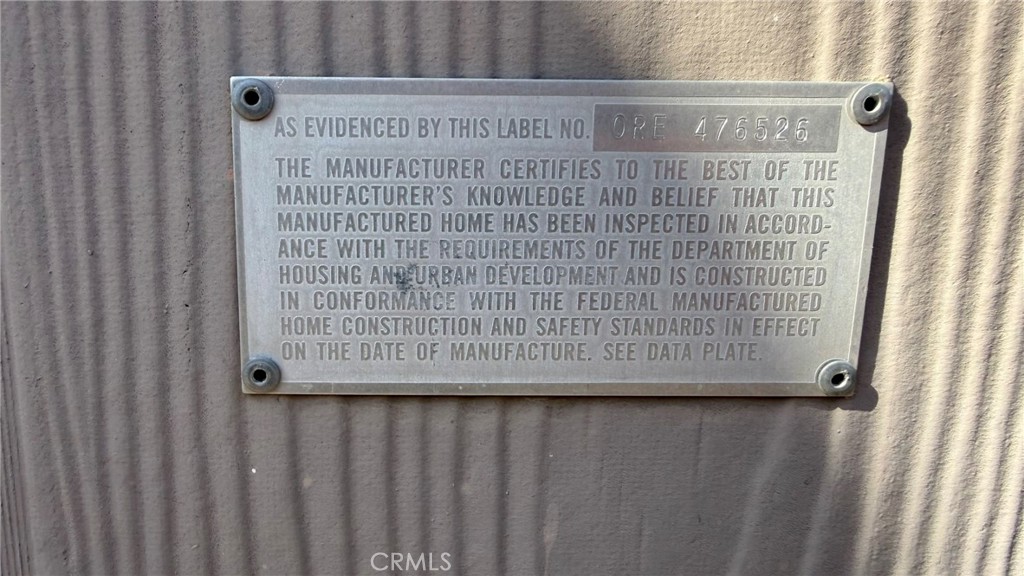 AS EVIDENCED BY THIS LABEL NO. ORE 476526
THE MANUFACTURER CERTIFIES TO THE BEST OF THE
MANUFACTURER'S KNOWLEDGE AND BELIEF THAT THIS
MANUFACTURED HOME HAS BEEN INSPECTED IN ACCORD-
ANCE WITH THE REQUIREMENTS OF THE DEPARTMENT OF
HOUSING AND URBAN DEVELOPMENT AND IS CONSTRUCTED
IN CONFORMANCE WITH THE FEDERAL MANUFACTURED
HOME CONSTRUCTION AND SAFETY STANDARDS IN EFFECT
ON THE DATE OF MANUFACTURE. SEE DATA PLATE.
CRMLS